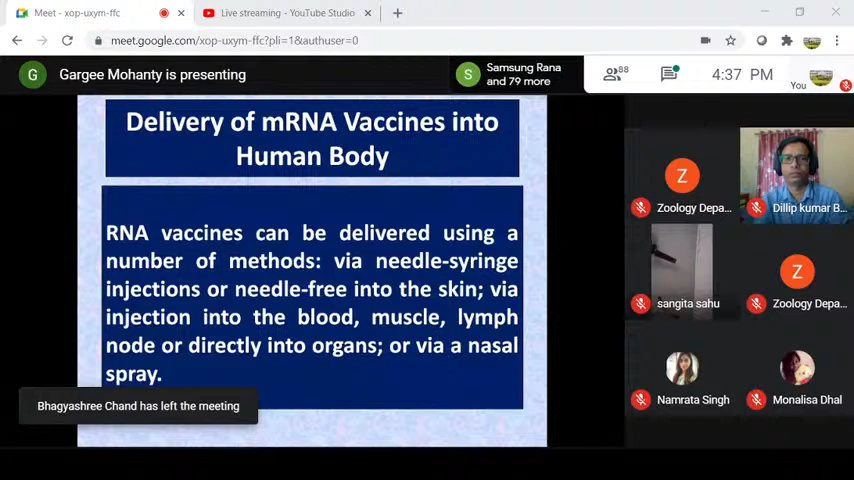 Meet - xop-uxym-ffc
Live streaming - YouTube Studio
meet.google.com/xop-uxym-ffc?pli=1&authuser=0
G
Gargee Mohanty is presenting
S
Samsung Rana
and 79 more
88
4:37 PM
You
Delivery of mRNA Vaccines into
Human Body
RNA vaccines can be delivered using a
number of methods: via needle-syringe
injections or needle-free into the skin; via
injection into the blood, muscle, lymph
node or directly into organs; or via a nasal
spray.
Bhagyashree Chand has left the meeting
Z
Zoology Depa...
Dillip kumar B...
sangita sahu
Z
Zoology Depa...
Namrata Singh
Monalisa Dhal